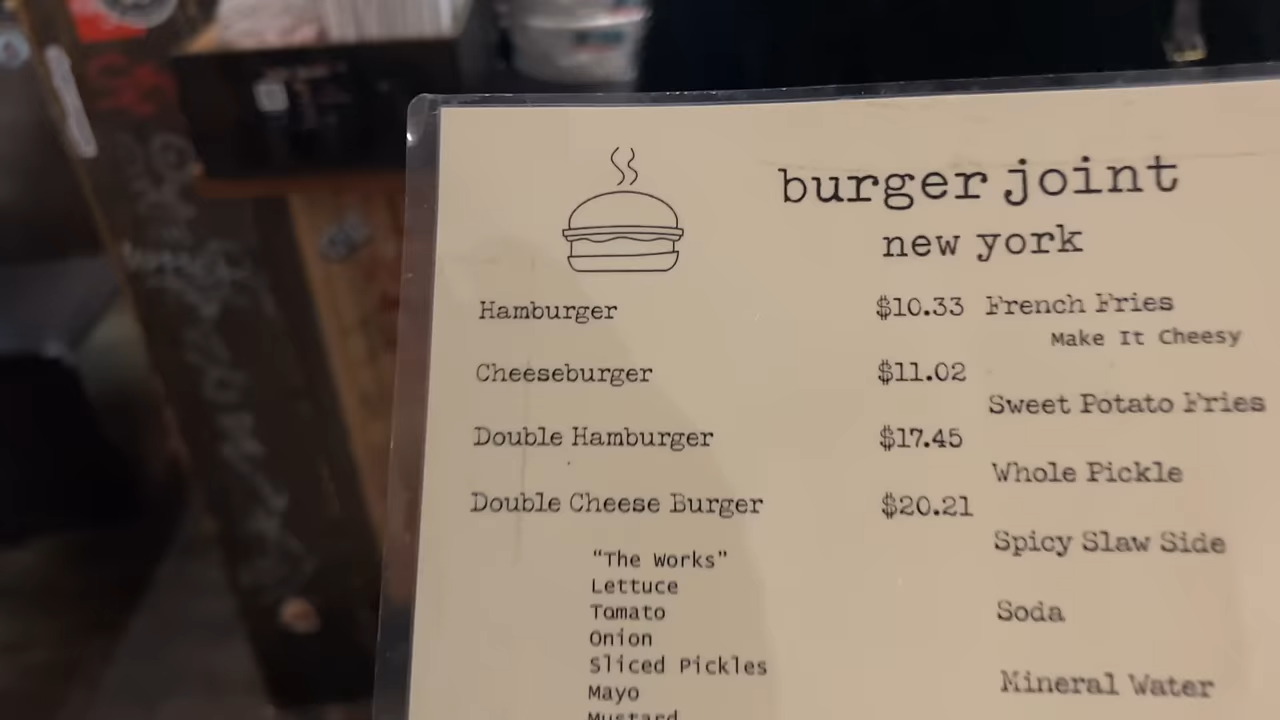 burger joint
new york
Hamburger $10.33
Cheeseburger $11.02
Double Hamburger $17.45
Double Cheese Burger $20.21
"The Works"
Lettuce
Tomato
Onion
Sliced Pickles
Mayo
Mustard
French Fries
Make It Cheesy
Sweet Potato Fries
Whole Pickle
Spicy Slaw Side
Soda
Mineral Water